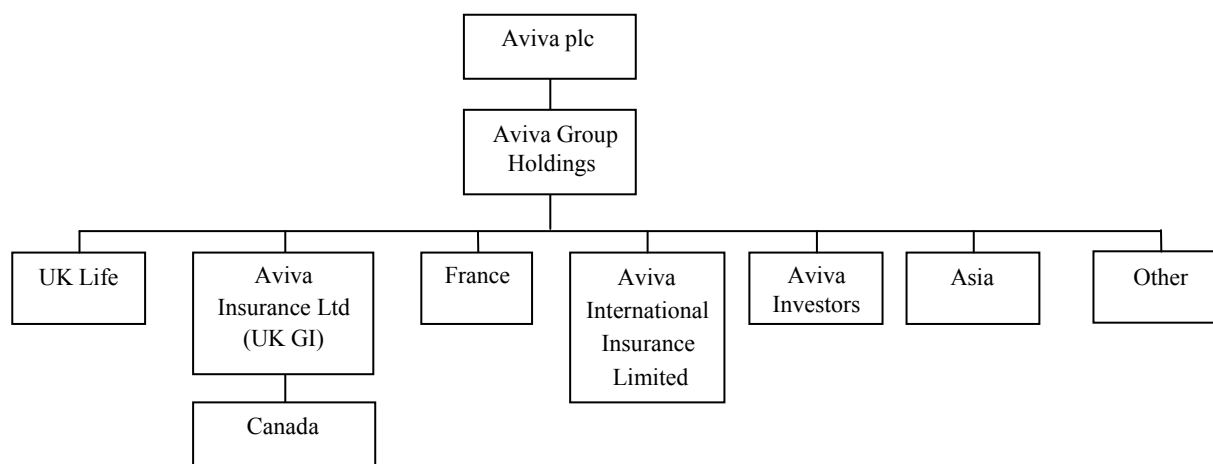 Aviva plc
Aviva Group
Holdings
UK Life
Aviva
Insurance Ltd
(UK GI)
France
Aviva
International
Insurance
Limited
Aviva
Investors
Asia
Other
Canada